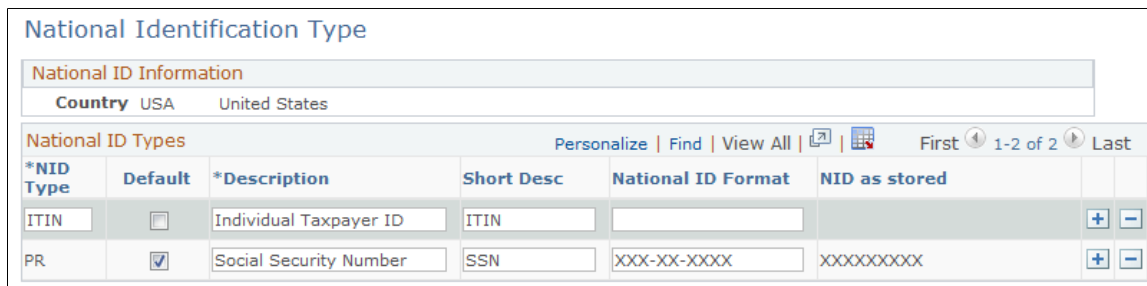 National Identification Type
National ID Information
Country USA United States
National ID Types Personalize | Find | View All | | First 1-2 of 2 Last
*NID Type Default *Description Short Desc National ID Format NID as stored
ITIN Individual Taxpayer ID ITIN
PR Social Security Number SSN XXX-XX-XXXX XXXXXXXXX